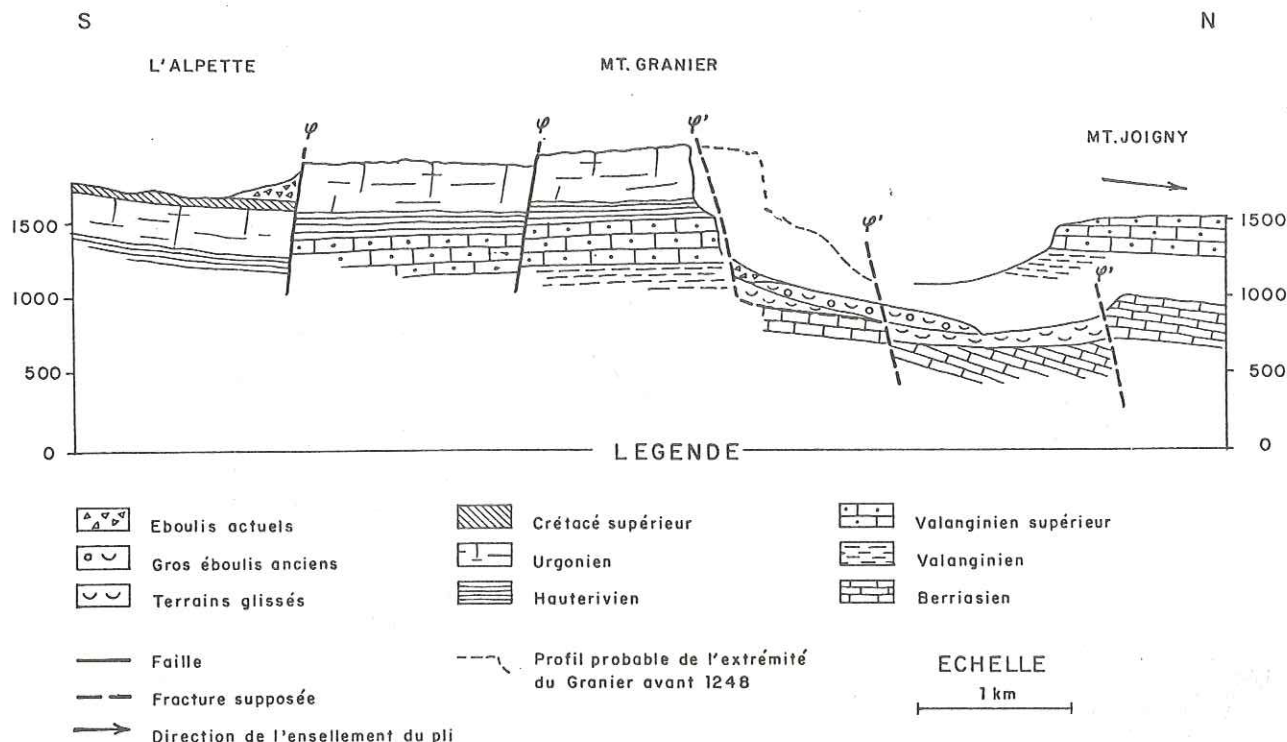 S
N
L'ALPETTE
MT. GRANIER
MT. JOIGNY
φ
φ
φ'
φ'
φ'
1500
1000
500
0
1500
1000
500
0
LEGENDE
Eboulis actuels
Gros éboulis anciens
Terrains glissés
Crétacé supérieur
Urgonien
Hauterivien
Valanginien supérieur
Valanginien
Berriasien
Faille
Fracture supposée
Direction de l'ensellement du pli
Profil probable de l'extrémité
du Granier avant 1248
ECHELLE
1 km